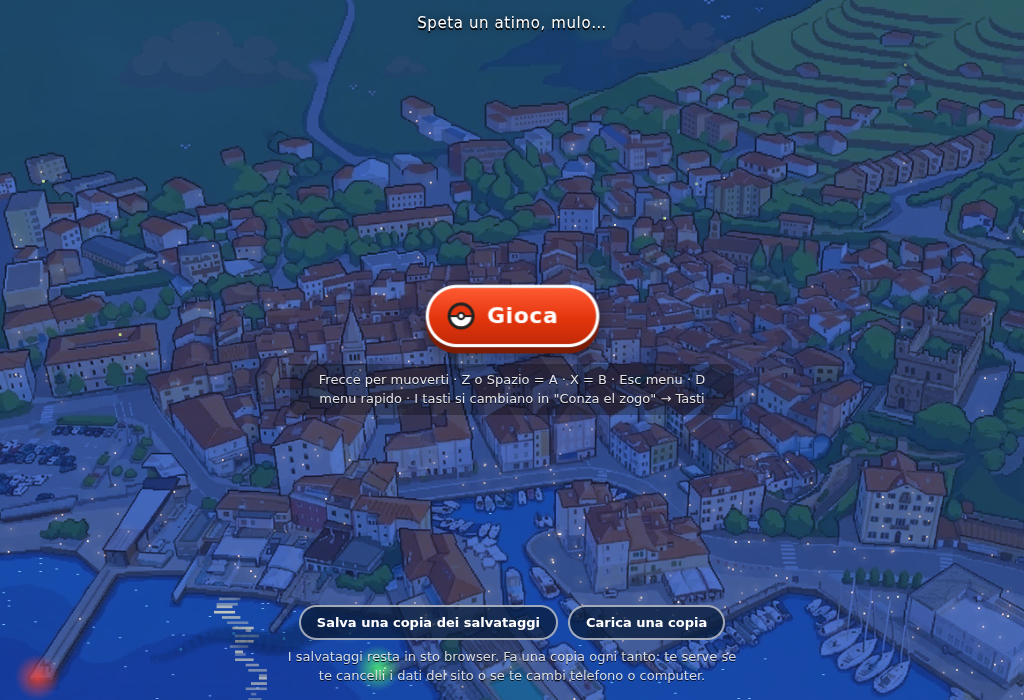 Speta un atimo, mulo...
Gioca
Frecce per muoverti · Z o Spazio = A · X = B · Esc menu · D
menu rapido · I tasti si cambiano in "Conza el zogo" → Tasti
Salva una copia dei salvataggi
Carica una copia
I salvataggi resta in sto browser. Fa una copia ogni tanto: te serve se
te cancelli i dati del sito o se te cambi telefono o computer.